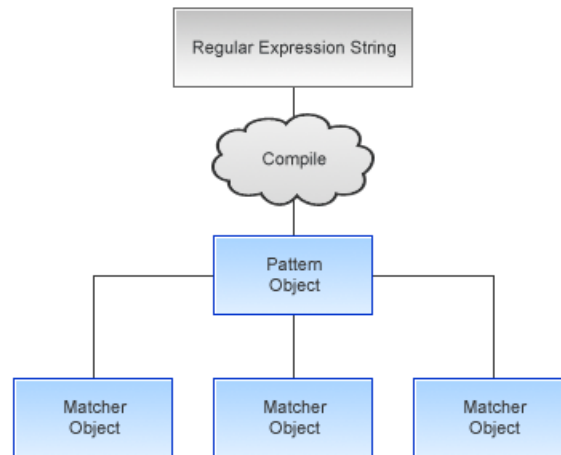 Regular Expression String
Compile
Pattern
Object
Matcher
Object
Matcher
Object
Matcher
Object